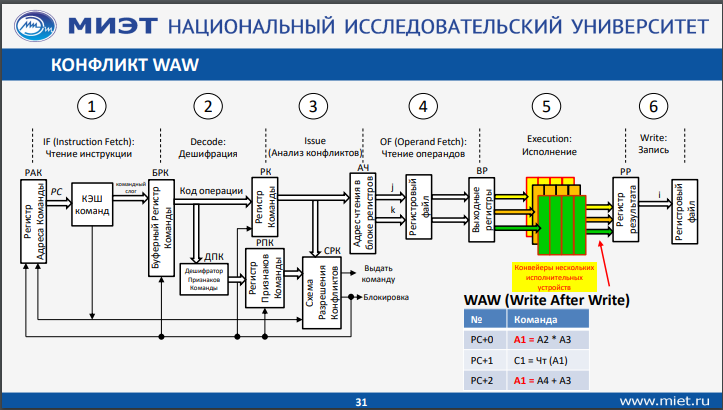 МИЭТ НАЦИОНАЛЬНЫЙ ИССЛЕДОВАТЕЛЬСКИЙ УНИВЕРСИТЕТ
КОНФЛИКТ WAW
1 2 3 4 5 6
IF (Instruction Fetch):
Чтение инструкции
Decode:
Дешифрация
Issue
(Анализ конфликтов)
OF (Operand Fetch):
Чтение операндов
Execution:
Исполнение
Write:
Запись
РАК
Регистр
Адреса Команды
PC
КЭШ
команд
командный
слог
БРК
Буферный Регистр
Команды
Код операции
ДПК
Дешифратор
Признаков
Команды
РК
Регистр
Команды
РПК
Регистр
Признаков
Команды
СРК
Схема
Разрешения
Конфликтов
Выдать
команду
Блокировка
АЧ
Адрес чтения в
блоке регистров
j
k
Регистровый
файл
ВР
Выходные
регистры
Конвейеры нескольких
исполнительных
устройств
РР
Регистр
результата
i
Регистровый
файл
WAW (Write After Write)
№ Команда
PC+0 A1 = A2 * A3
PC+1 C1 = Чт (A1)
PC+2 A1 = A4 + A3
31
www.miet.ru